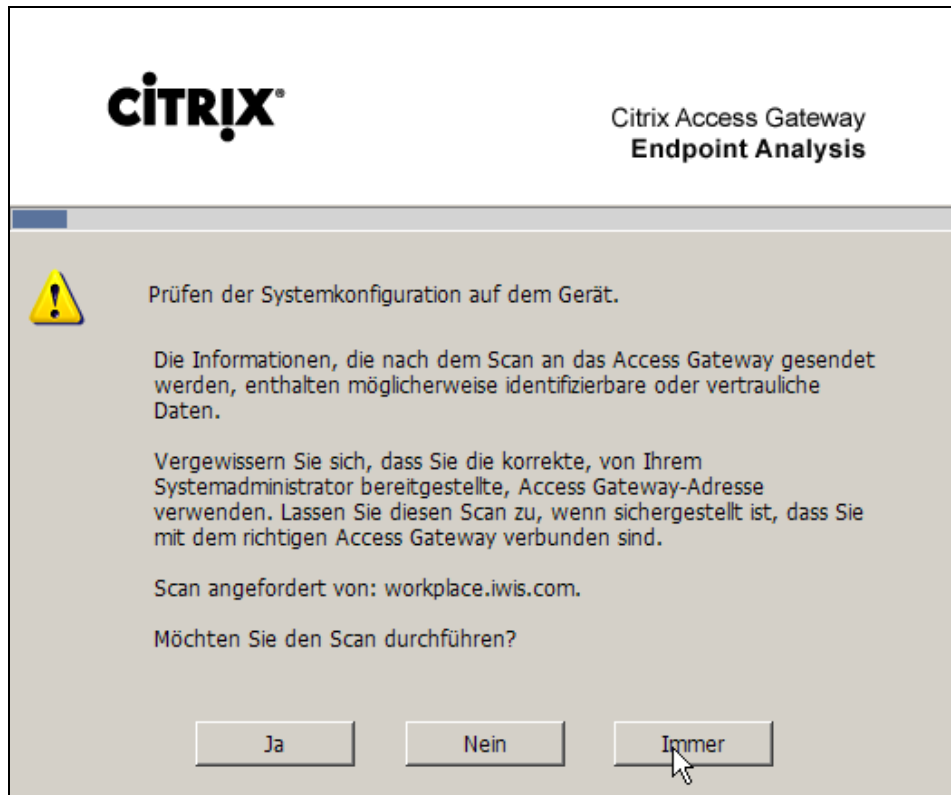 CITRIX®
Citrix Access Gateway
Endpoint Analysis
Prüfen der Systemkonfiguration auf dem Gerät.
Die Informationen, die nach dem Scan an das Access Gateway gesendet
werden, enthalten möglicherweise identifizierbare oder vertrauliche
Daten.
Vergewissern Sie sich, dass Sie die korrekte, von Ihrem
Systemadministrator bereitgestellte, Access Gateway-Adresse
verwenden. Lassen Sie diesen Scan zu, wenn sichergestellt ist, dass Sie
mit dem richtigen Access Gateway verbunden sind.
Scan angefordert von: workplace.iwis.com.
Möchten Sie den Scan durchführen?
Ja
Nein
Immer